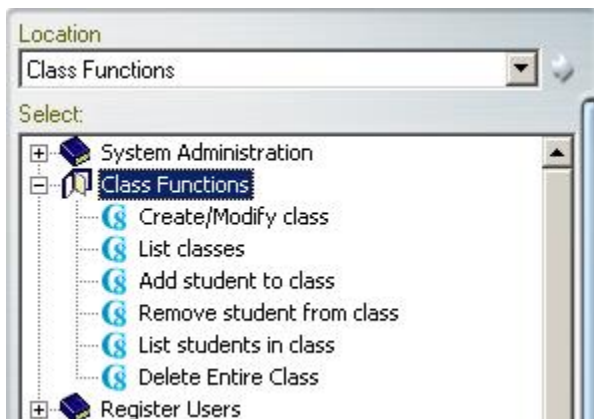 Location
Class Functions
Select:
System Administration
Class Functions
Create/Modify class
List classes
Add student to class
Remove student from class
List students in class
Delete Entire Class
Register Users